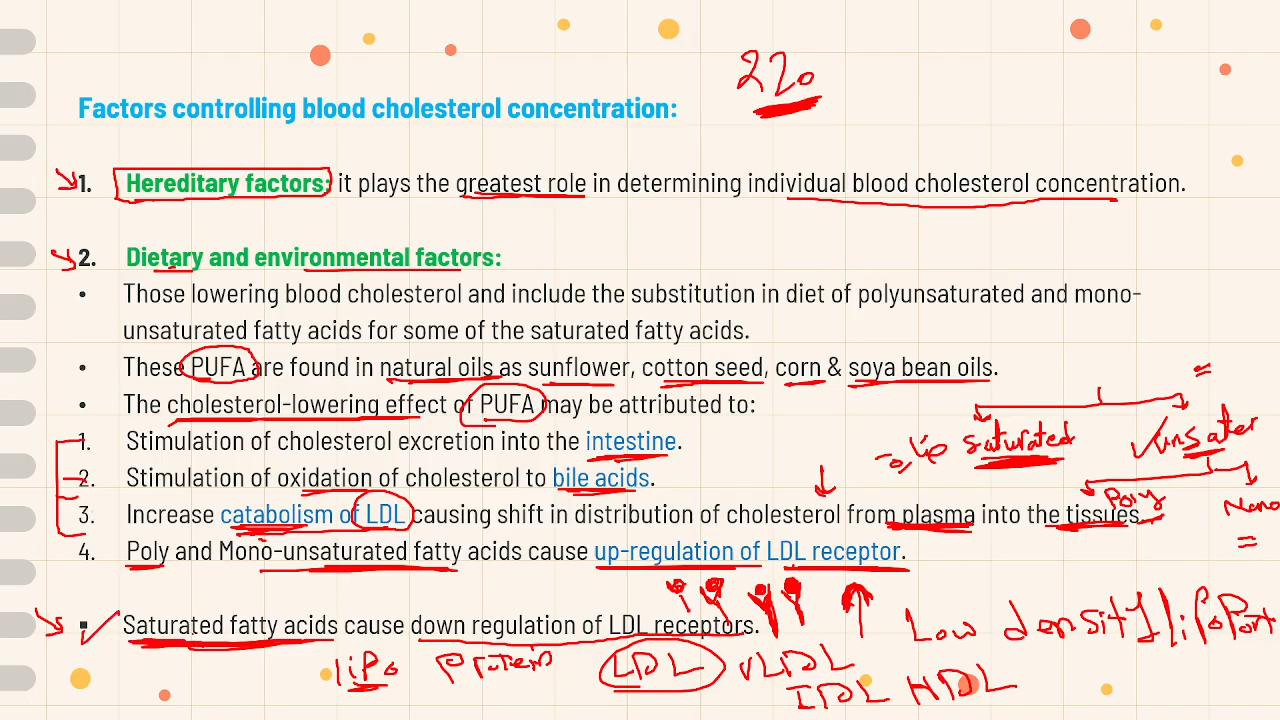 220
Factors controlling blood cholesterol concentration:
1. Hereditary factors: it plays the greatest role in determining individual blood cholesterol concentration.
2. Dietary and environmental factors:
• Those lowering blood cholesterol and include the substitution in diet of polyunsaturated and mono-
unsaturated fatty acids for some of the saturated fatty acids.
• These PUFA are found in natural oils as sunflower, cotton seed, corn & soya bean oils.
• The cholesterol-lowering effect of PUFA may be attributed to:
1. Stimulation of cholesterol excretion into the intestine.
saturated
2. Stimulation of oxidation of cholesterol to bile acids.
Poly
3. Increase catabolism of LDL causing shift in distribution of cholesterol from plasma into the tissues.
4. Poly and Mono-unsaturated fatty acids cause up-regulation of LDL receptor.
▪ Saturated fatty acids cause down regulation of LDL receptors.
Low density
lipo protein LDL VLDL
IDL HDL